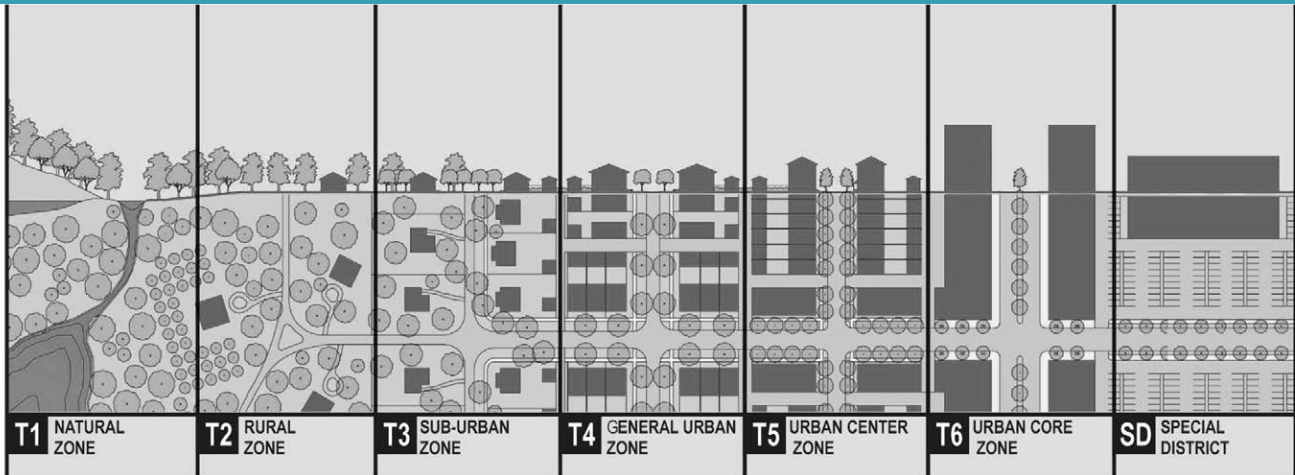 T1 NATURAL
ZONE
T2 RURAL
ZONE
T3 SUB-URBAN
ZONE
T4 GENERAL URBAN
ZONE
T5 URBAN CENTER
ZONE
T6 URBAN CORE
ZONE
SD SPECIAL
DISTRICT